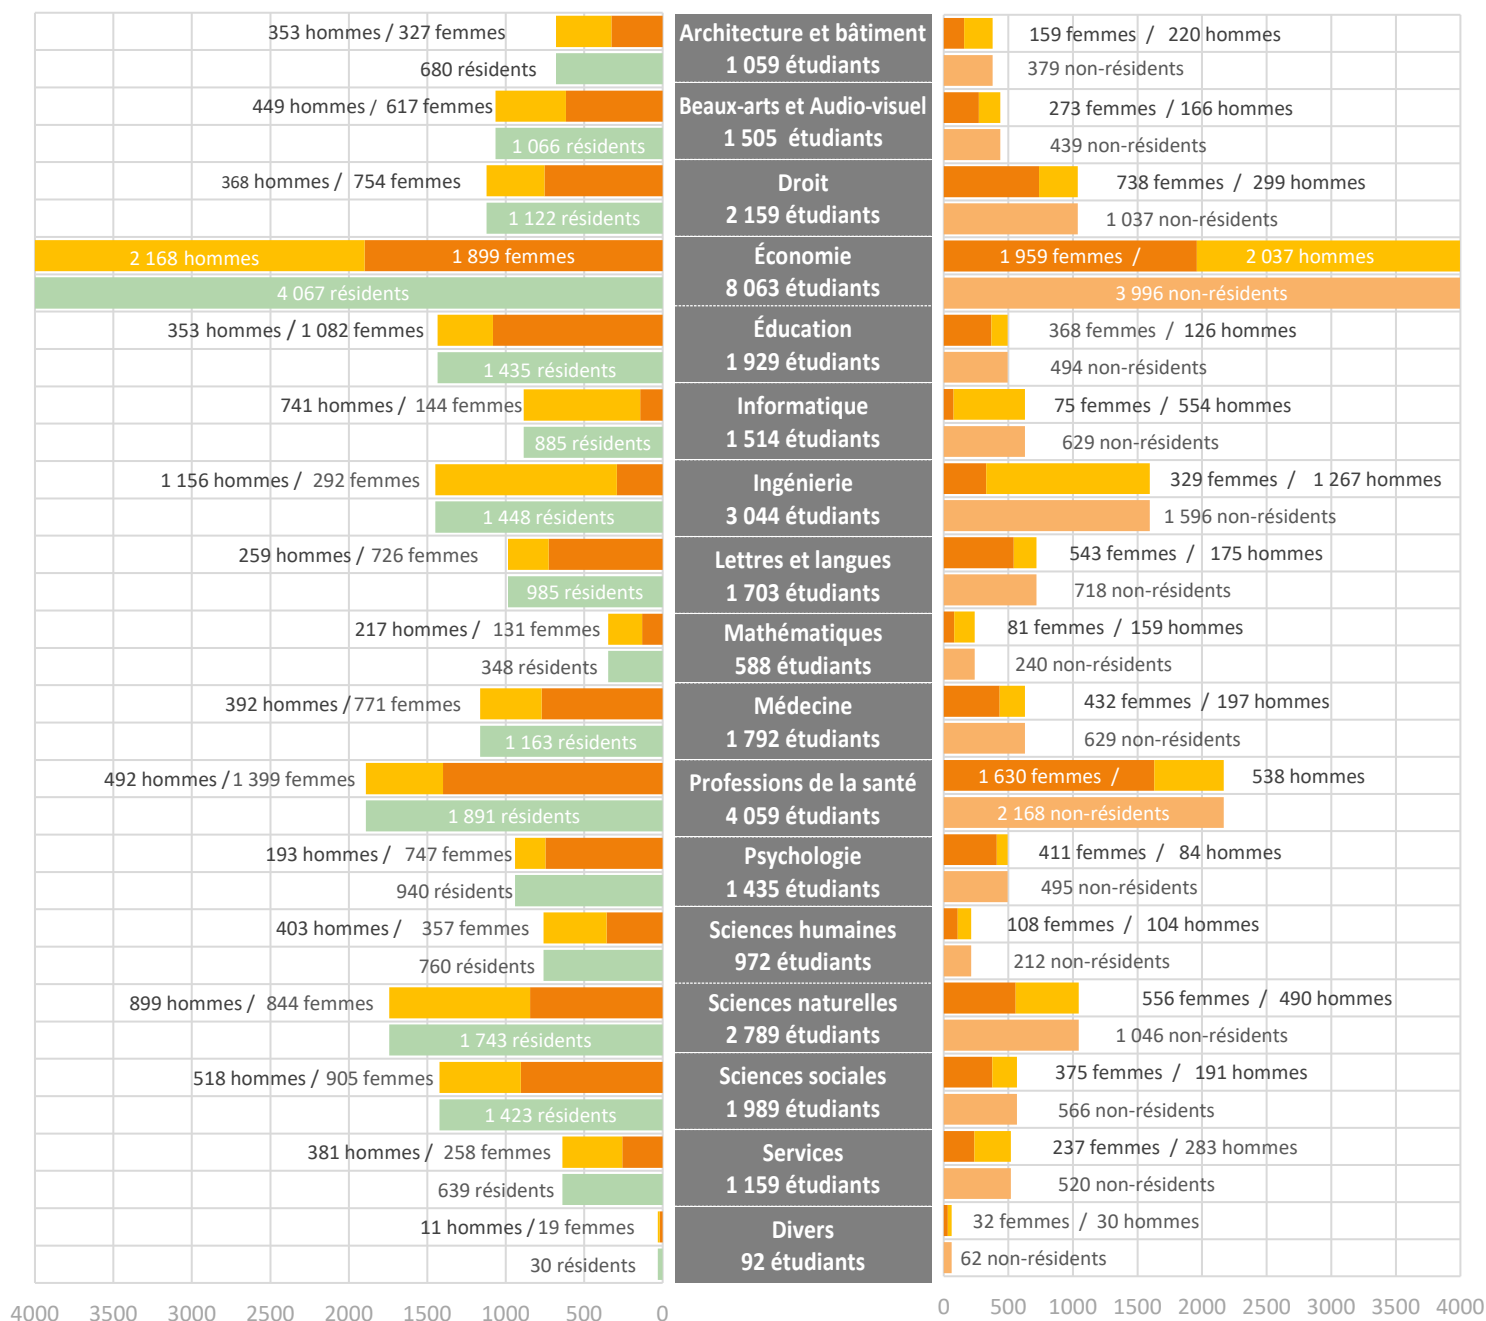 353 hommes / 327 femmes
Architecture et bâtiment
159 femmes / 220 hommes
680 résidents
1 059 étudiants
379 non-résidents
449 hommes / 617 femmes
Beaux-arts et Audio-visuel
273 femmes / 166 hommes
1 066 résidents
1 505 étudiants
439 non-résidents
368 hommes / 754 femmes
Droit
738 femmes / 299 hommes
1 122 résidents
2 159 étudiants
1 037 non-résidents
2 168 hommes 1 899 femmes
Économie
1 959 femmes / 2 037 hommes
4 067 résidents
8 063 étudiants
3 996 non-résidents
353 hommes / 1 082 femmes
Éducation
368 femmes / 126 hommes
1 435 résidents
1 929 étudiants
494 non-résidents
741 hommes / 144 femmes
Informatique
75 femmes / 554 hommes
885 résidents
1 514 étudiants
629 non-résidents
1 156 hommes / 292 femmes
Ingénierie
329 femmes / 1 267 hommes
1 448 résidents
3 044 étudiants
1 596 non-résidents
259 hommes / 726 femmes
Lettres et langues
543 femmes / 175 hommes
985 résidents
1 703 étudiants
718 non-résidents
217 hommes / 131 femmes
Mathématiques
81 femmes / 159 hommes
348 résidents
588 étudiants
240 non-résidents
392 hommes / 771 femmes
Médecine
432 femmes / 197 hommes
1 163 résidents
1 792 étudiants
629 non-résidents
492 hommes / 1 399 femmes
Professions de la santé
1 630 femmes / 538 hommes
1 891 résidents
4 059 étudiants
2 168 non-résidents
193 hommes / 747 femmes
Psychologie
411 femmes / 84 hommes
940 résidents
1 435 étudiants
495 non-résidents
403 hommes / 357 femmes
Sciences humaines
108 femmes / 104 hommes
760 résidents
972 étudiants
212 non-résidents
899 hommes / 844 femmes
Sciences naturelles
556 femmes / 490 hommes
1 743 résidents
2 789 étudiants
1 046 non-résidents
518 hommes / 905 femmes
Sciences sociales
375 femmes / 191 hommes
1 423 résidents
1 989 étudiants
566 non-résidents
381 hommes / 258 femmes
Services
237 femmes / 283 hommes
639 résidents
1 159 étudiants
520 non-résidents
11 hommes / 19 femmes
Divers
32 femmes / 30 hommes
30 résidents
92 étudiants
62 non-résidents
4000 3500 3000 2500 2000 1500 1000 500 0
0 500 1000 1500 2000 2500 3000 3500 4000